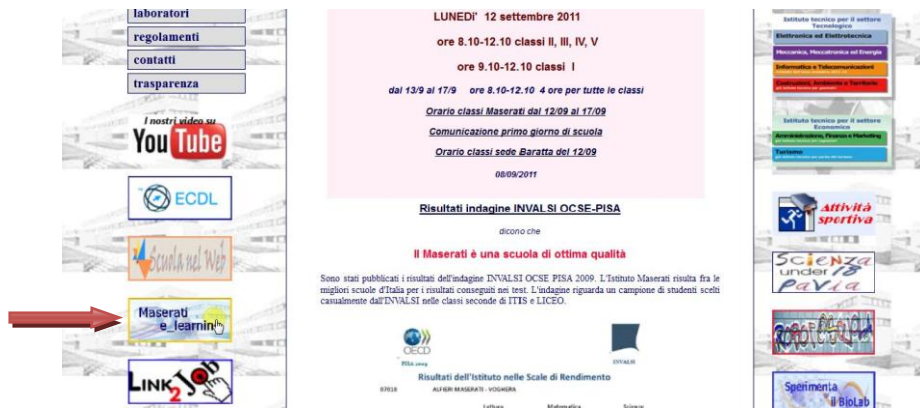 laboratori
regolamenti
contatti
trasparenza
I nostri video su
YouTube
ECDL
Scuola nel Web
Maserati
e_learning
LINK2JOB
LUNEDi' 12 settembre 2011
ore 8.10-12.10 classi II, III, IV, V
ore 9.10-12.10 classi I
dal 13/9 al 17/9 ore 8.10-12.10 4 ore per tutte le classi
Orario classi Maserati dal 12/09 al 17/09
Comunicazione primo giorno di scuola
Orario classi sede Baratta del 12/09
08/09/2011
Risultati indagine INVALSI OCSE-PISA
dicono che
Il Maserati è una scuola di ottima qualità
Sono stati pubblicati i risultati dell'indagine INVALSI OCSE PISA 2009. L'Istituto Maserati risulta fra le
migliori scuole d'Italia per i risultati conseguiti nei test. L'indagine riguarda un campione di studenti scelti
casualmente dall'INVALSI nelle classi seconde di ITIS e LICEO.
OECD
PISA 2009
INVALSI
Risultati dell'Istituto nelle Scale di Rendimento
07018 ALFIERI MASERATI - VOGHERA
Lettura Matematica Scienze
Istituto tecnico per il settore
Tecnologico
Elettronica ed Elettrotecnica
Meccanica, Meccatronica ed Energia
Informatica e Telecomunicazioni
Costruzioni, Ambiente e Territorio
Istituto tecnico per il settore
Economico
Amministrazione, Finanza e Marketing
Turismo
Attività
sportiva
SCIENZA
under 18
PAVIA
Sperimenta
il BioLab